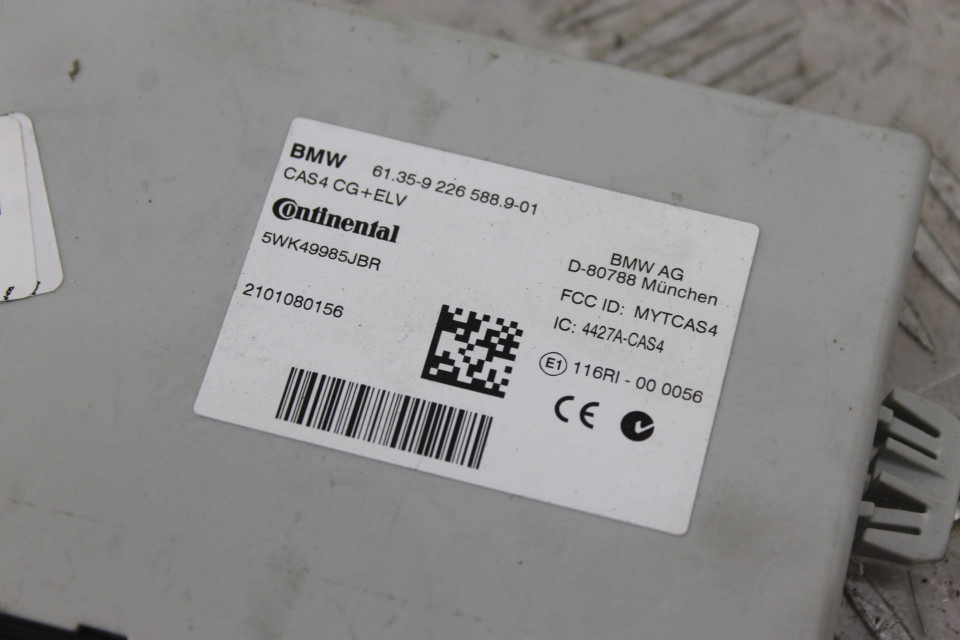 BMW 61.35-9 226 588.9-01
CAS4 CG+ELV
Continental
5WK49985JBR
2101080156
BMW AG
D-80788 München
FCC ID: MYTCAS4
IC: 4427A-CAS4
E1 116RI - 00 0056
CE